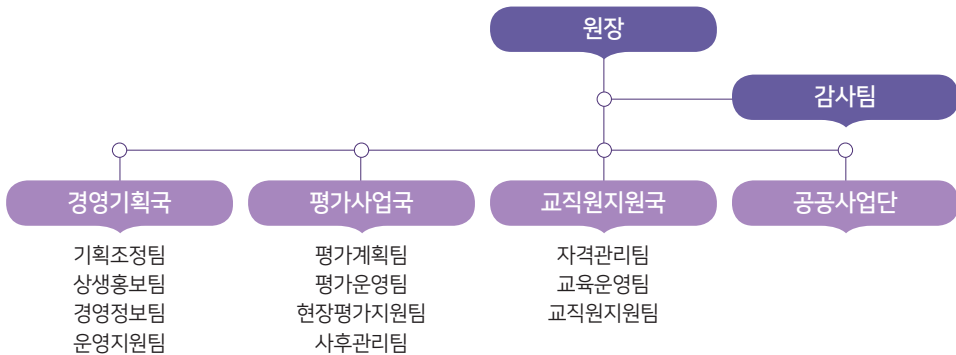 원장
감사팀
경영기획국
평가사업국
교직원지원국
공공사업단
기획조정팀
상생홍보팀
경영정보팀
운영지원팀
평가계획팀
평가운영팀
현장평가지원팀
사후관리팀
자격관리팀
교육운영팀
교직원지원팀